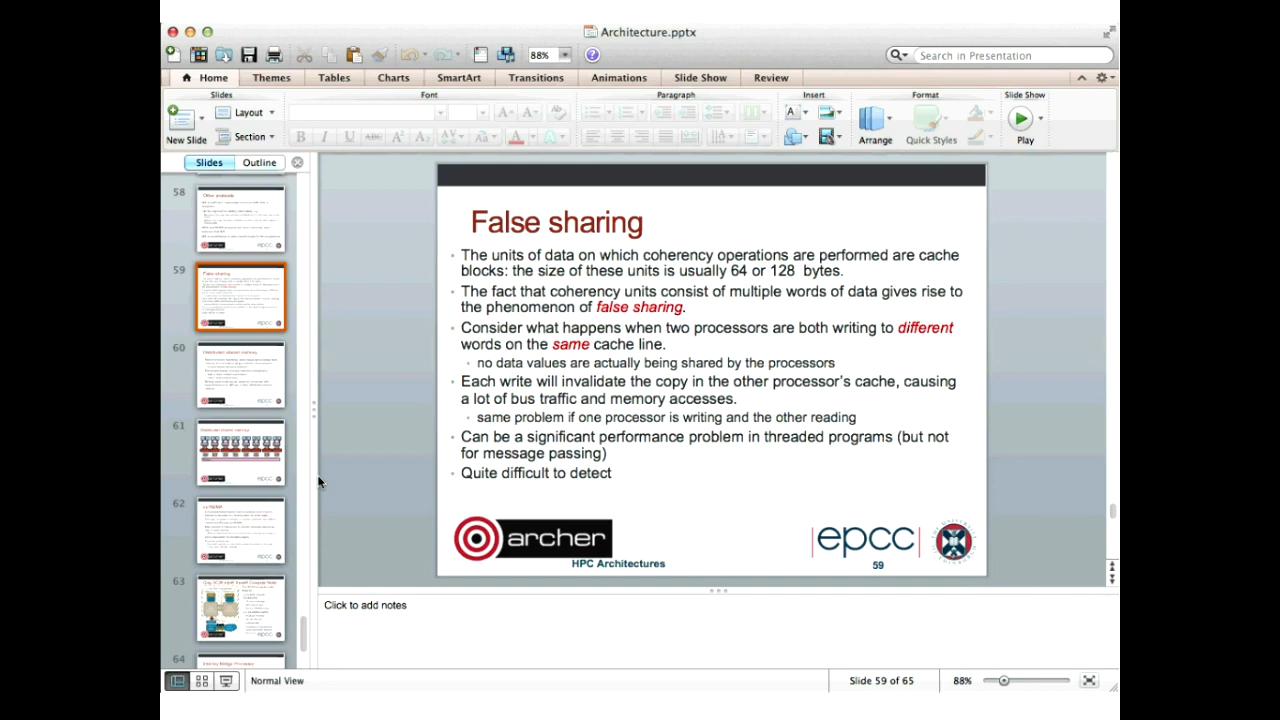 Architecture.pptx
88%
Search in Presentation
Home Themes Tables Charts SmartArt Transitions Animations Slide Show Review
Slides Font Paragraph Insert Format Slide Show
Layout
Section
New Slide
Arrange
Quick Styles
Play
Slides Outline
58
59
60
61
62
63
64
False sharing
The units of data on which coherency operations are performed are cache
blocks: the size of these units is usually 64 or 128 bytes.
The fact that coherency units consist of multiple words of data gives rise to
the phenomenon of false sharing.
Consider what happens when two processors are both writing to different
words on the same cache line.
no data values are actually being shared by the processors
Each write will invalidate the copy in the other processor's cache, causing
a lot of bus traffic and memory accesses.
same problem if one processor is writing and the other reading
Can be a significant performance problem in threaded programs (but not
for message passing)
Quite difficult to detect
archer
epcc
HPC Architectures
59
Click to add notes
Normal View
Slide 59 of 65
88%